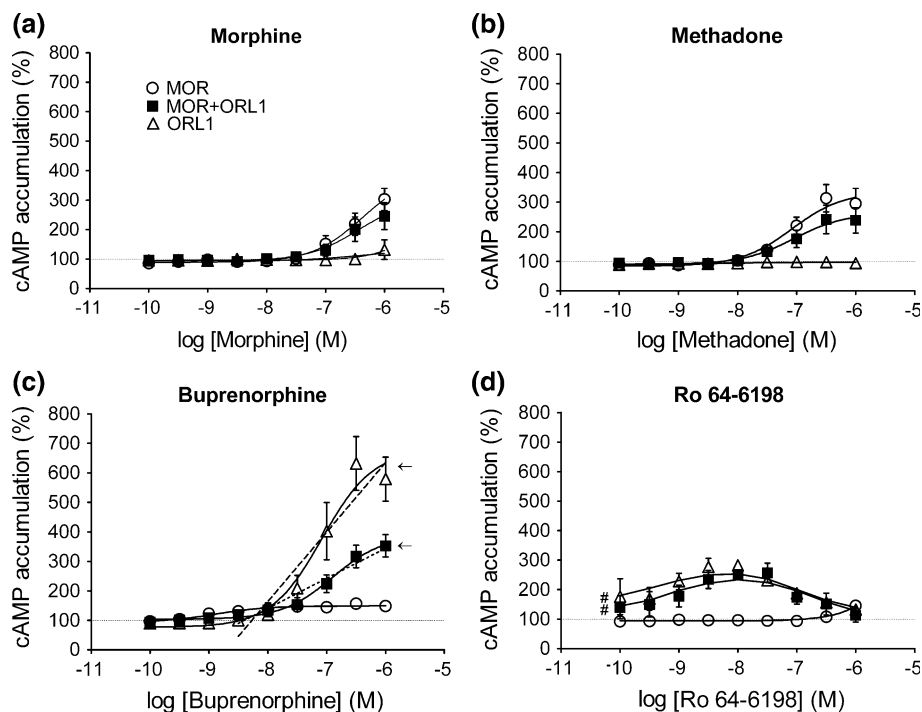 (a)
Morphine
cAMP accumulation (%)
800
700
600
500
400
300
200
100
0
MOR
MOR+ORL1
ORL1
-11 -10 -9 -8 -7 -6 -5
log [Morphine] (M)
(b)
Methadone
cAMP accumulation (%)
800
700
600
500
400
300
200
100
0
-11 -10 -9 -8 -7 -6 -5
log [Methadone] (M)
(c)
Buprenorphine
cAMP accumulation (%)
800
700
600
500
400
300
200
100
0
←
←
-11 -10 -9 -8 -7 -6 -5
log [Buprenorphine] (M)
(d)
Ro 64-6198
cAMP accumulation (%)
800
700
600
500
400
300
200
100
0
#
#
-11 -10 -9 -8 -7 -6 -5
log [Ro 64-6198] (M)